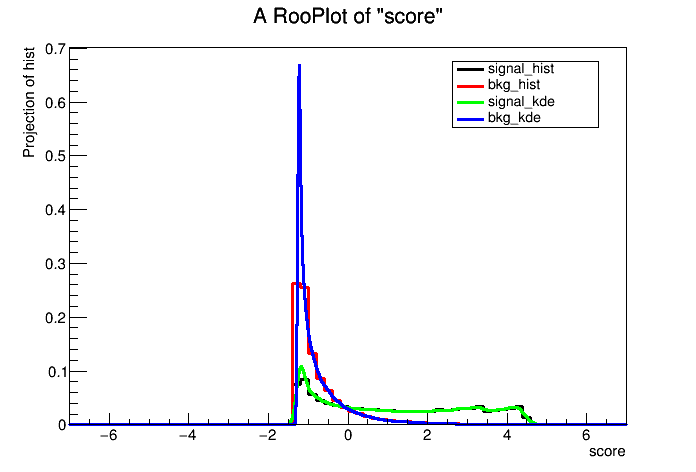 A RooPlot of "score"
Projection of hist
0.7
0.6
0.5
0.4
0.3
0.2
0.1
0
signal_hist
bkg_hist
signal_kde
bkg_kde
−6 −4 −2 0 2 4 6
score